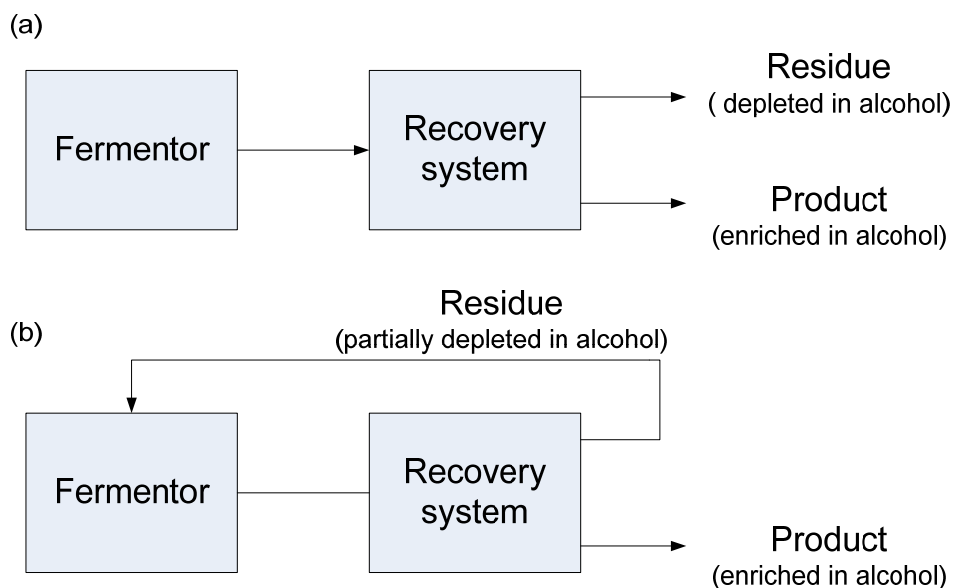 (a)
Fermentor
Recovery
system
Residue
( depleted in alcohol)
Product
(enriched in alcohol)
(b)
Residue
(partially depleted in alcohol)
Fermentor
Recovery
system
Product
(enriched in alcohol)